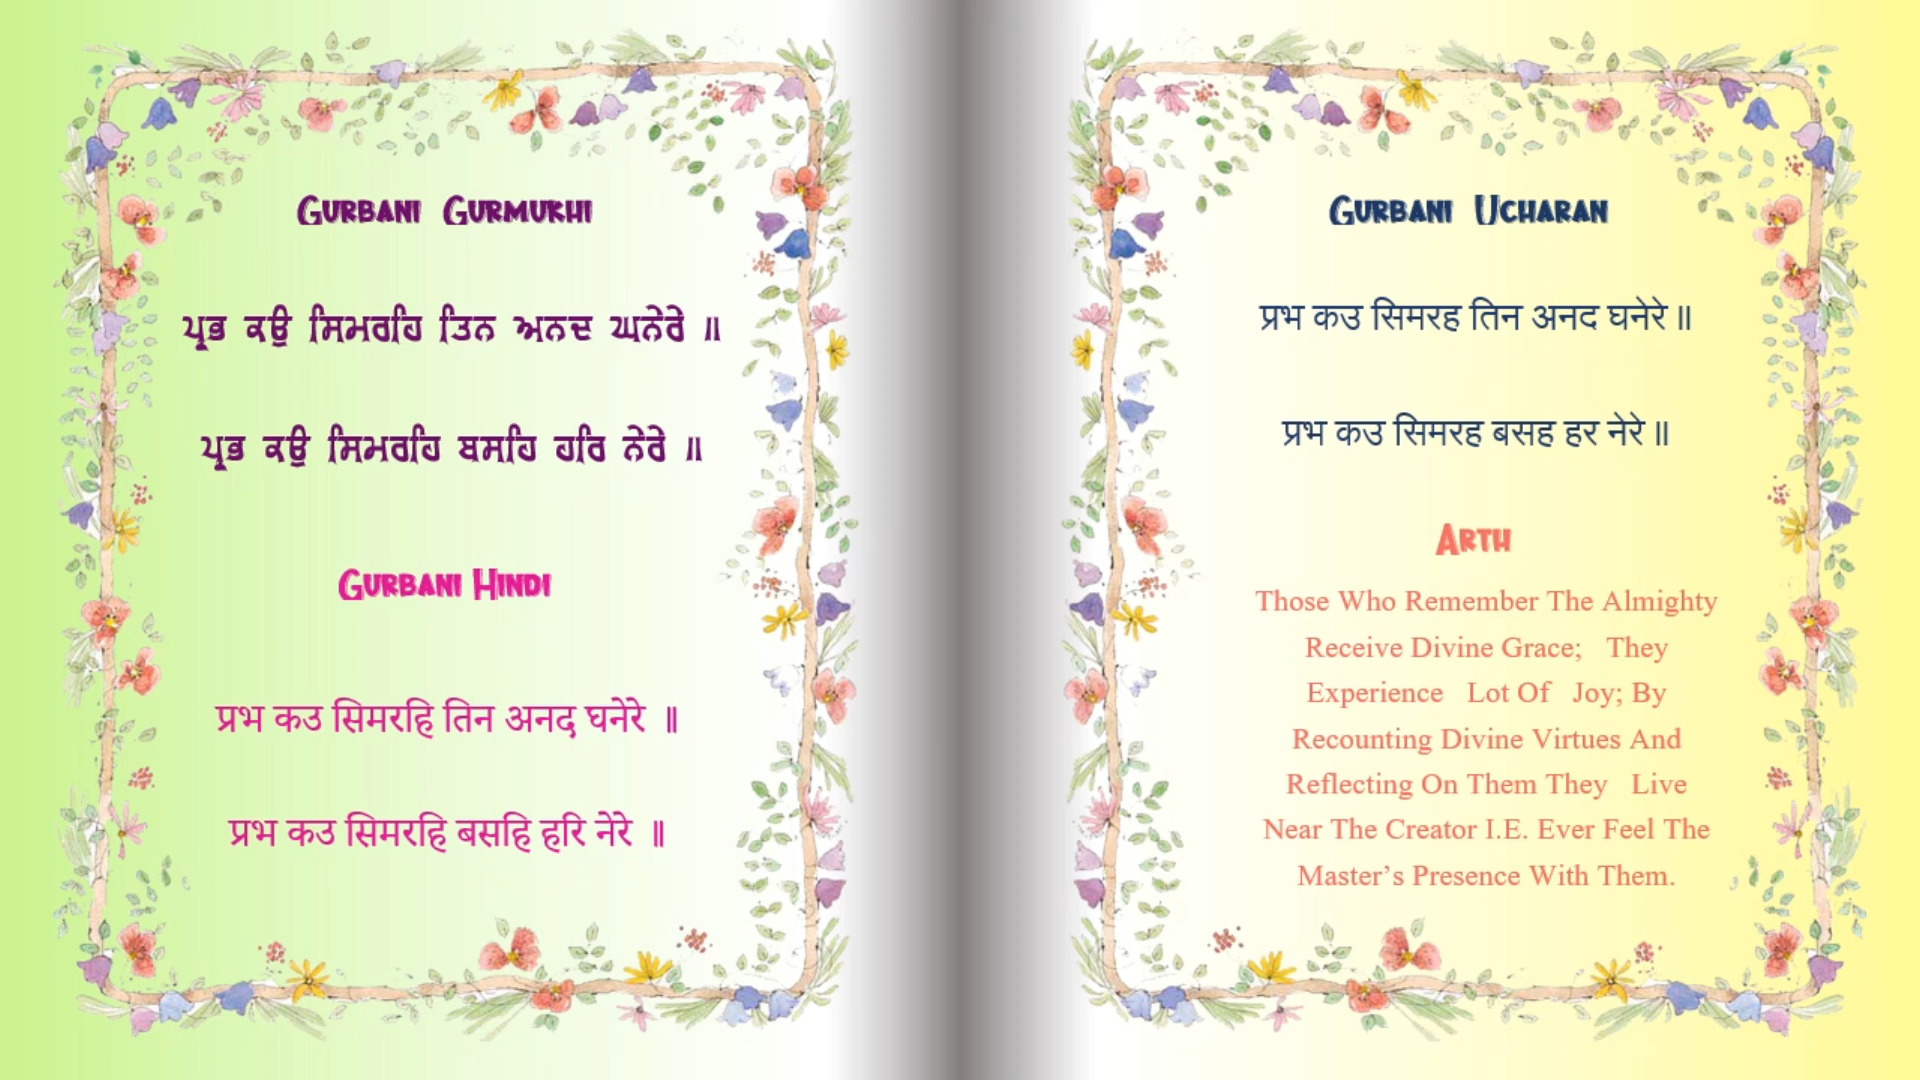 Gurbani Gurmukhi
ਪ੍ਰਭ ਕਉ ਸਿਮਰਹਿ ਤਿਨ ਅਨਦ ਘਨੇਰੇ ॥
ਪ੍ਰਭ ਕਉ ਸਿਮਰਹਿ ਬਸਹਿ ਹਰਿ ਨੇਰੇ ॥
Gurbani Hindi
प्रभ कउ सिमरहि तिन अनद घनेरे ॥
प्रभ कउ सिमरहि बसहि हरि नेरे ॥
Gurbani Ucharan
प्रभ कउ सिमरह तिन अनद घनेरे ॥
प्रभ कउ सिमरह बसह हर नेरे ॥
Arth
Those Who Remember The Almighty
Receive Divine Grace; They
Experience Lot Of Joy; By
Recounting Divine Virtues And
Reflecting On Them They Live
Near The Creator I.E. Ever Feel The
Master’s Presence With Them.